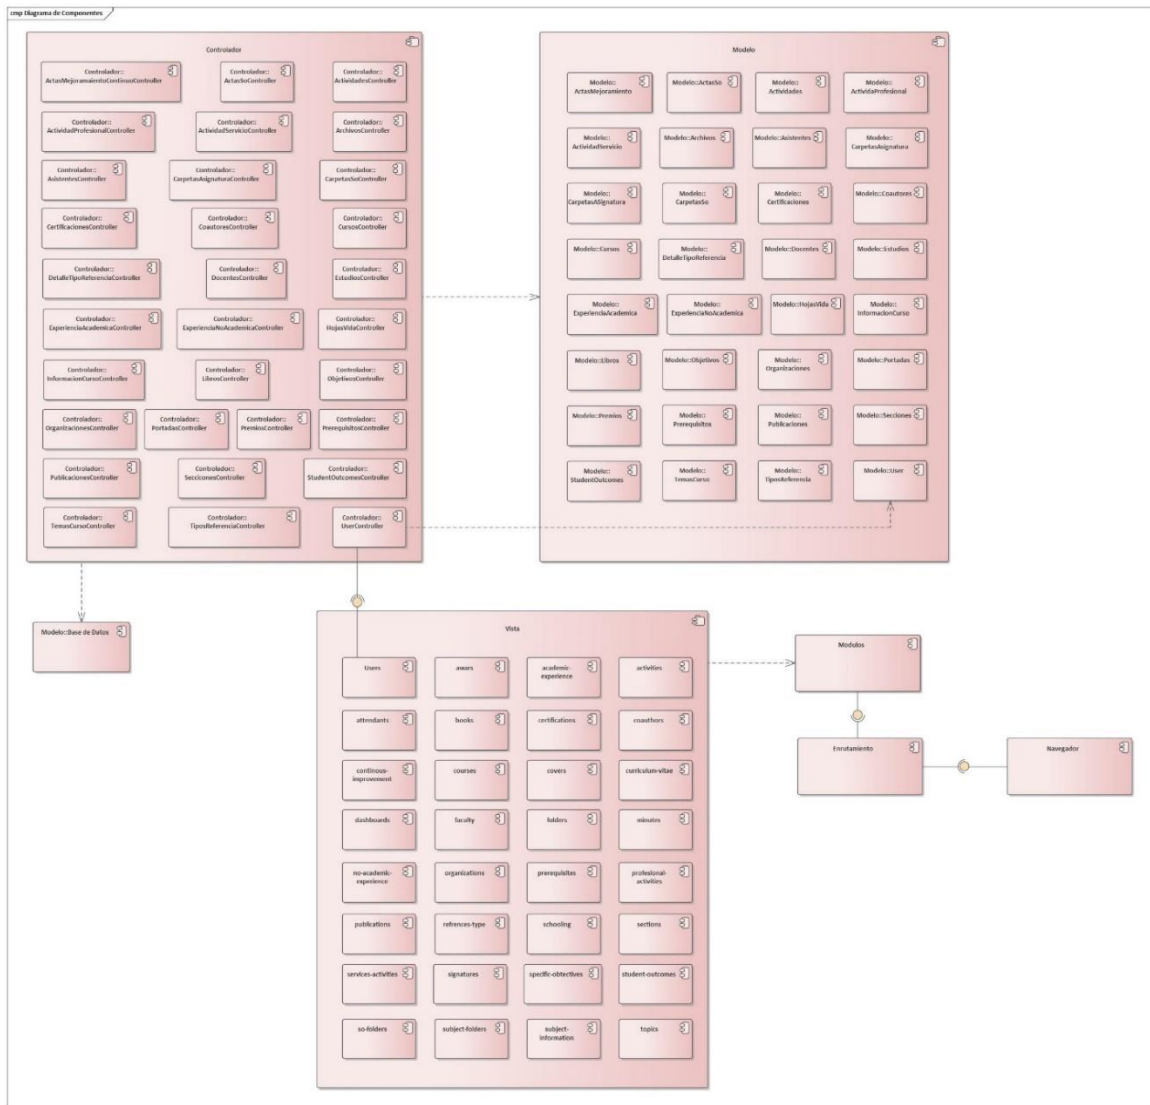 cmp Diagrama de Componentes
Controlador
Controlador::
ActasMejoramientoContinuoController
Controlador::
ActasSoController
Controlador::
ActividadesController
Controlador::
ActividadProfesionalController
Controlador::
ActividadServicioController
Controlador::
ArchivosController
Controlador::
AsistentesController
Controlador::
CarpetasAsignaturaController
Controlador::
CarpetasSoController
Controlador::
CertificacionesController
Controlador::
CoautoresController
Controlador::
CursosController
Controlador::
DetalleTipoReferenciaController
Controlador::
DocentesController
Controlador::
EstudiosController
Controlador::
ExperienciaAcademicaController
Controlador::
ExperienciaNoAcademicaController
Controlador::
HojasVidaController
Controlador::
InformacionCursoController
Controlador::
LibrosController
Controlador::
ObjetivosController
Controlador::
OrganizacionesController
Controlador::
PortadasController
Controlador::
PremiosController
Controlador::
PrerequisitosController
Controlador::
PublicacionesController
Controlador::
SeccionesController
Controlador::
StudentOutcomesController
Controlador::
TemasCursoController
Controlador::
TiposReferenciaController
Controlador::
UserController
Modelo
Modelo::
ActasMejoramiento
Modelo::ActasSo
Modelo::
Actividades
Modelo::
ActividaProfesional
Modelo::
ActividadServicio
Modelo::Archivos
Modelo::Asistentes
Modelo::
CarpetasAsignatura
Modelo::
CarpetasASignatura
Modelo::
CarpetasSo
Modelo::
Certificaciones
Modelo::Coautores
Modelo::Cursos
Modelo::
DetalleTipoReferencia
Modelo::Docentes
Modelo::Estudios
Modelo::
ExperienciaAcademica
Modelo::
ExperienciaNoAcademica
Modelo::HojasVida
Modelo::
InformacionCurso
Modelo::Libros
Modelo::Objetivos
Modelo::
Organizaciones
Modelo::Portadas
Modelo::Premios
Modelo::
Prerequisitos
Modelo::
Publicaciones
Modelo::Secciones
Modelo::
StudentOutcomes
Modelo::
TemasCurso
Modelo::
TiposReferencia
Modelo::User
Modelo::Base de Datos
Vista
Users
awars
academic-
experience
activities
attendants
books
certifications
coauthors
continous-
improvement
courses
covers
curriculum-vitae
dashboards
faculty
folders
minutes
no-academic-
experience
organizations
prerequisites
profesional-
activities
publications
refrences-type
schooling
sections
services-activities
signatures
specific-obtectives
student-outcomes
so-folders
subject-folders
subject-
information
topics
Modulos
Enrutamiento
Navegador